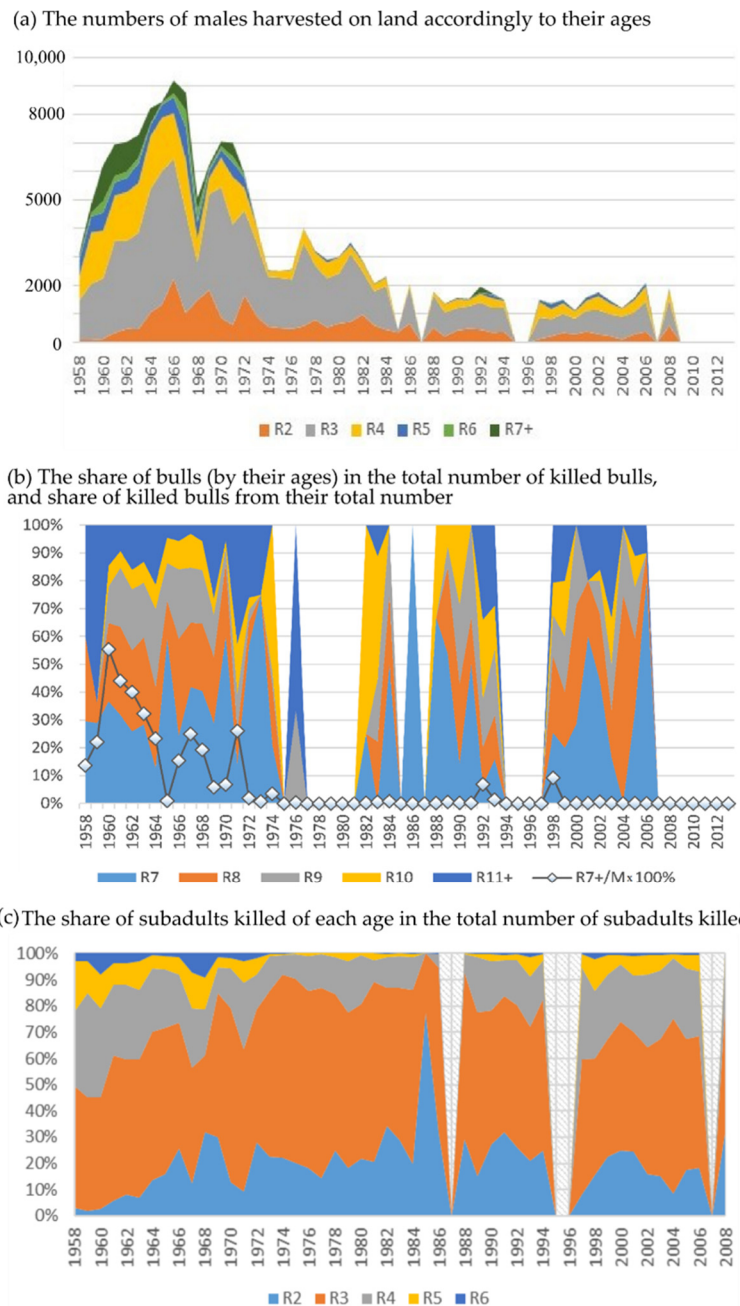 (a) The numbers of males harvested on land accordingly to their ages
10,000
8000
5000
2000
0
1958 1960 1962 1964 1966 1968 1970 1972 1974 1976 1978 1980 1982 1984 1986 1988 1990 1992 1994 1996 1998 2000 2002 2004 2006 2008 2010 2012
R2 R3 R4 R5 R6 R7+
(b) The share of bulls (by their ages) in the total number of killed bulls,
and share of killed bulls from their total number
100%
90%
80%
70%
60%
50%
40%
30%
20%
10%
0%
1958 1960 1962 1964 1966 1968 1970 1972 1974 1976 1978 1980 1982 1984 1986 1988 1990 1992 1994 1996 1998 2000 2002 2004 2006 2008 2010 2012
R7 R8 R9 R10 R11+ R7+/Mx100%
(c) The share of subadults killed of each age in the total number of subadults killed
100%
90%
80%
70%
60%
50%
40%
30%
20%
10%
0%
1958 1960 1962 1964 1966 1968 1970 1972 1974 1976 1978 1980 1982 1984 1986 1988 1990 1992 1994 1996 1998 2000 2002 2004 2006 2008
R2 R3 R4 R5 R6